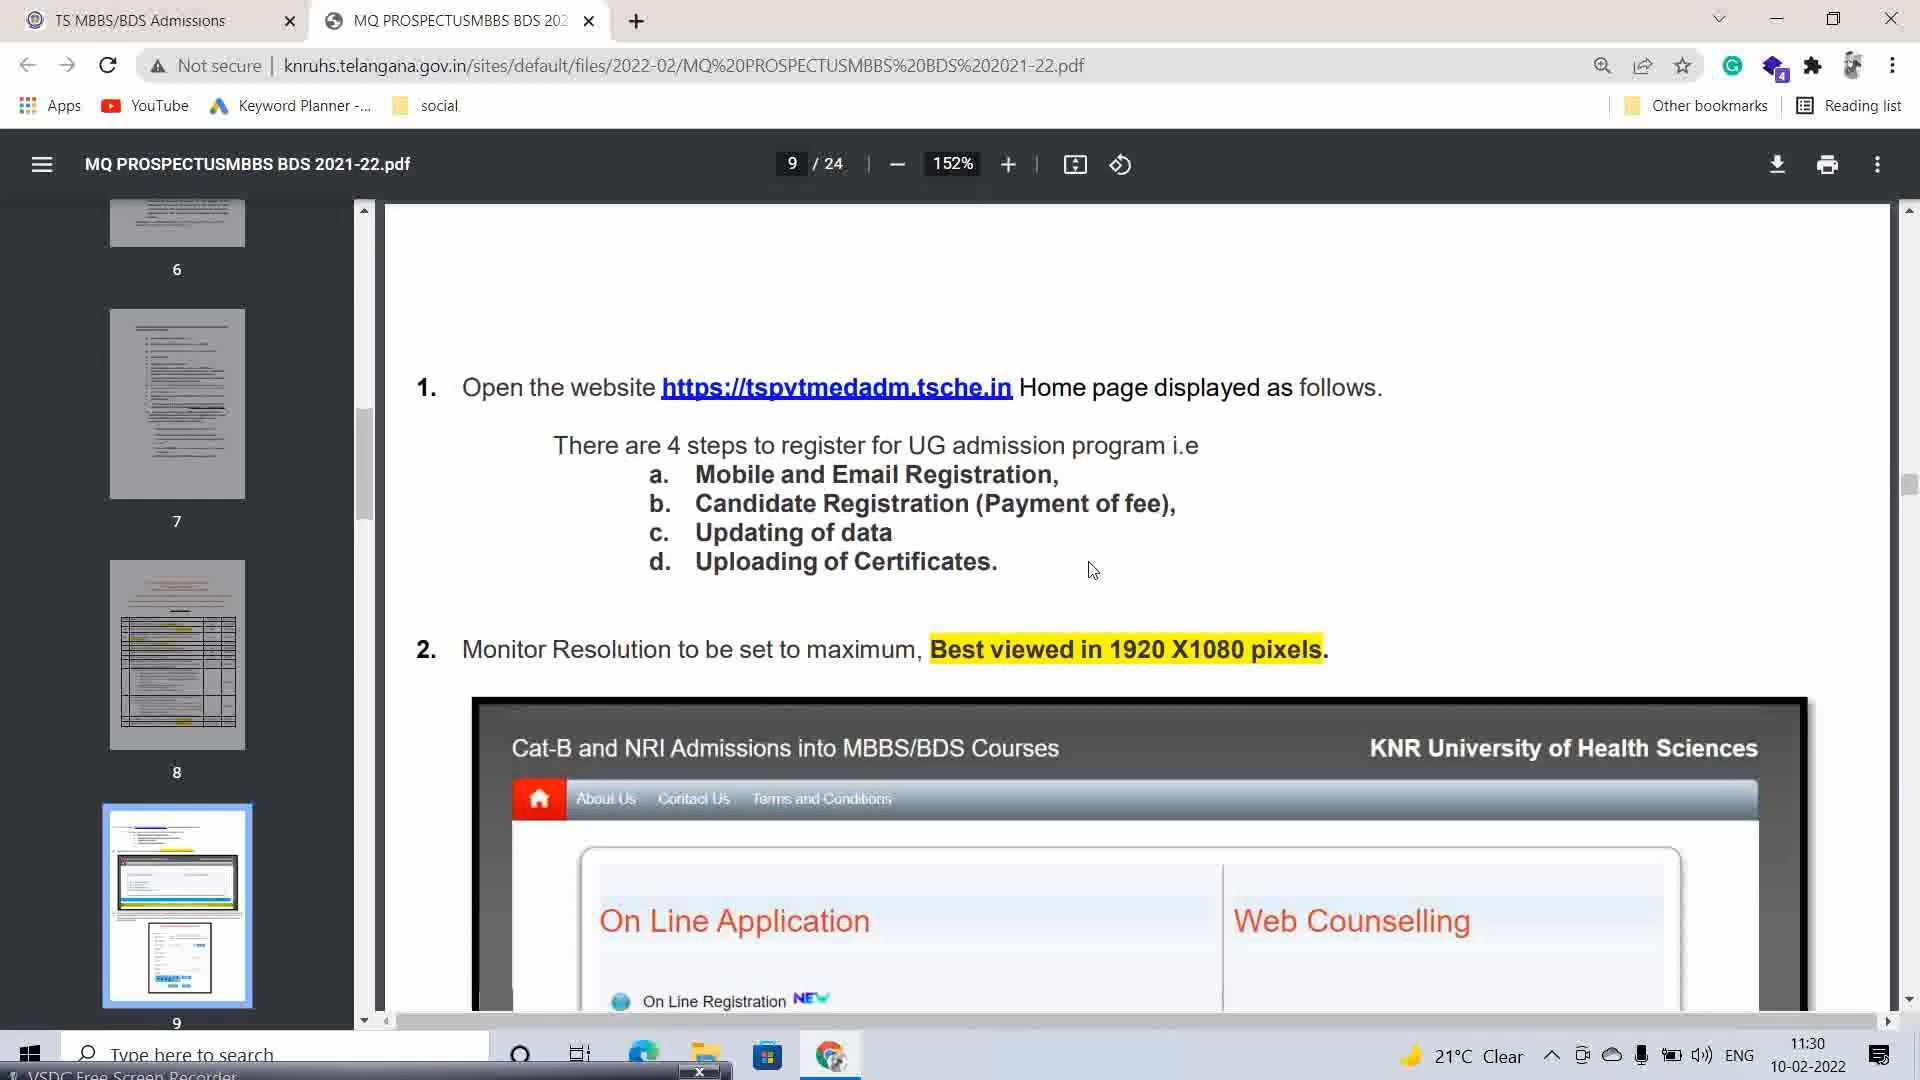 TS MBBS/BDS Admissions
MQ PROSPECTUSMBBS BDS 202
Not secure
knruhs.telangana.gov.in/sites/default/files/2022-02/MQ%20PROSPECTUSMBBS%20BDS%202021-22.pdf
4
Apps
YouTube
Keyword Planner -...
social
Other bookmarks
Reading list
MQ PROSPECTUSMBBS BDS 2021-22.pdf
9 / 24
152%
6
7
8
9
1. Open the website https://tspvtmedadm.tsche.in Home page displayed as follows.
There are 4 steps to register for UG admission program i.e
a. Mobile and Email Registration,
b. Candidate Registration (Payment of fee),
c. Updating of data
d. Uploading of Certificates.
2. Monitor Resolution to be set to maximum, Best viewed in 1920 X1080 pixels.
Cat-B and NRI Admissions into MBBS/BDS Courses
KNR University of Health Sciences
About Us
Contact Us
Terms and Conditions
On Line Application
Web Counselling
On Line Registration NEW
Type here to search
21°C Clear
ENG
11:30
10-02-2022
VSDC Free Screen Recorder